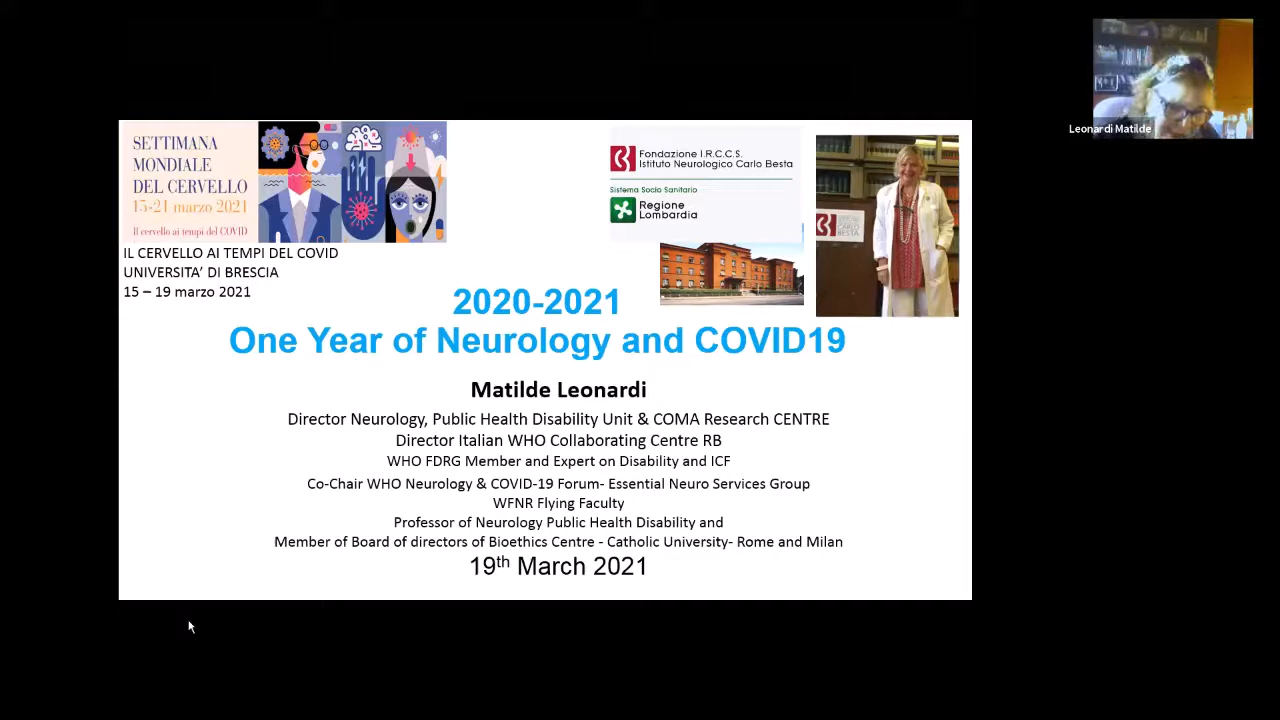 SETTIMANA
MONDIALE
DEL CERVELLO
15-21 marzo 2021
Il cervello ai tempi del COVID
Fondazione I.R.C.C.S.
Istituto Neurologico Carlo Besta
Sistema Socio Sanitario
Regione
Lombardia
CARLO
BESTA
Leonardi Matilde
IL CERVELLO AI TEMPI DEL COVID
UNIVERSITA’ DI BRESCIA
15 – 19 marzo 2021
2020-2021
One Year of Neurology and COVID19
Matilde Leonardi
Director Neurology, Public Health Disability Unit & COMA Research CENTRE
Director Italian WHO Collaborating Centre RB
WHO FDRG Member and Expert on Disability and ICF
Co-Chair WHO Neurology & COVID-19 Forum- Essential Neuro Services Group
WFNR Flying Faculty
Professor of Neurology Public Health Disability and
Member of Board of directors of Bioethics Centre - Catholic University- Rome and Milan
19th March 2021